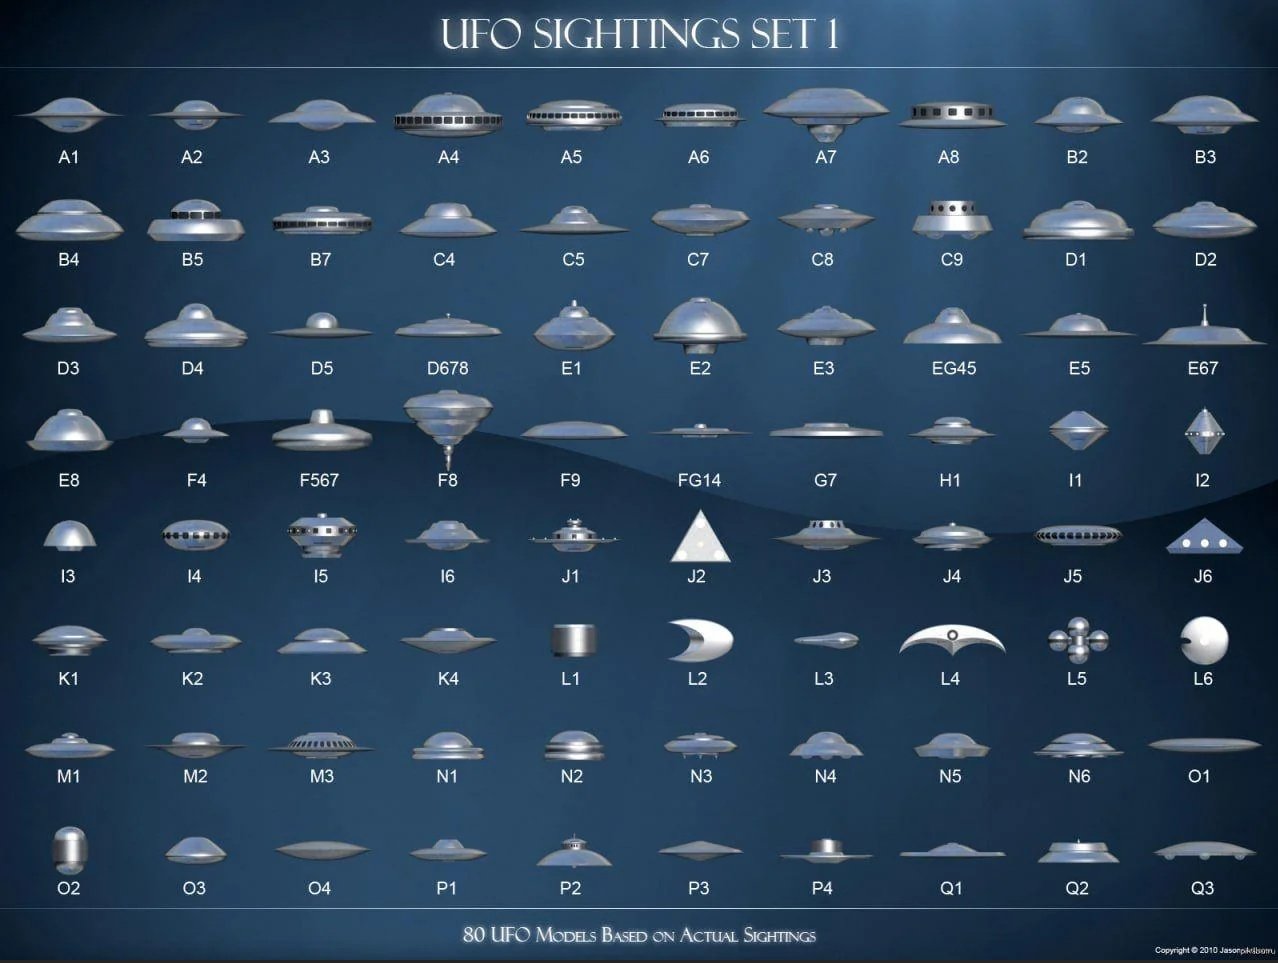 UFO SIGHTINGS SET 1
A1 A2 A3 A4 A5 A6 A7 A8 B2 B3
B4 B5 B7 C4 C5 C7 C8 C9 D1 D2
D3 D4 D5 D678 E1 E2 E3 EG45 E5 E67
E8 F4 F567 F8 F9 FG14 G7 H1 I1 I2
I3 I4 I5 I6 J1 J2 J3 J4 J5 J6
K1 K2 K3 K4 L1 L2 L3 L4 L5 L6
M1 M2 M3 N1 N2 N3 N4 N5 N6 O1
O2 O3 O4 P1 P2 P3 P4 Q1 Q2 Q3
80 UFO MODELS BASED ON ACTUAL SIGHTINGS
Copyright © 2010 Jason